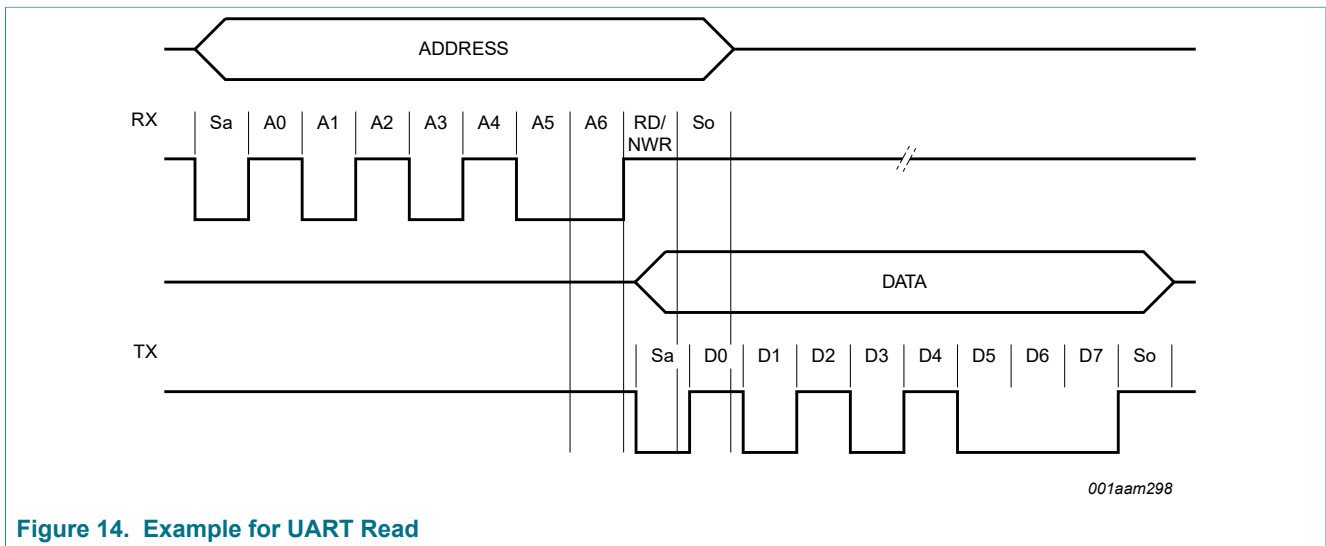 ADDRESS
RX Sa A0 A1 A2 A3 A4 A5 A6 RD/ So
NWR
DATA
TX Sa D0 D1 D2 D3 D4 D5 D6 D7 So
001aam298
Figure 14. Example for UART Read